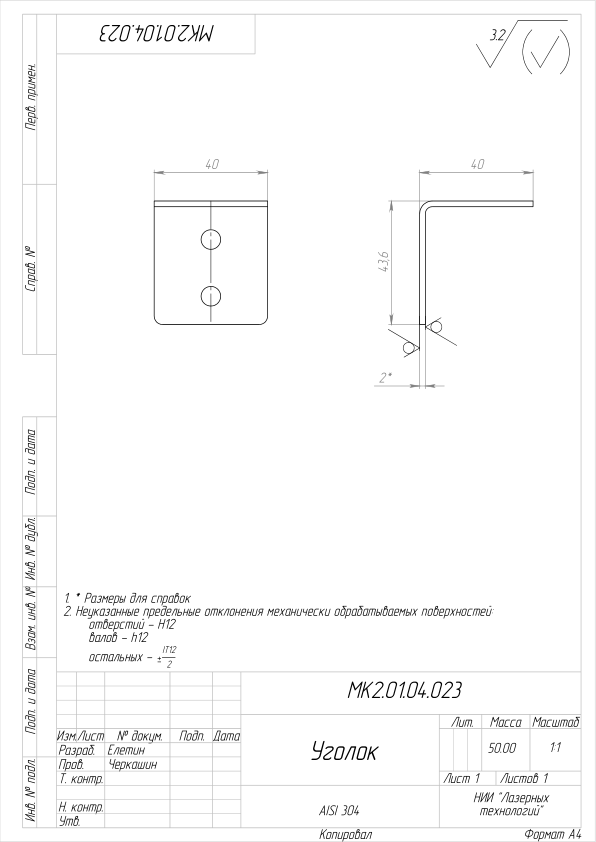 МК2.01.04.023
3.2
Перв. примен.
Справ. №
Подп. и дата
Инв. № дубл.
Взам. инв. №
Подп. и дата
Инв. № подл.
40
40
43,6
2*
1. * Размеры для справок
2. Неуказанные предельные отклонения механически обрабатываемых поверхностей:
отверстий – H12
валов – h12
остальных – ± IT12/2
МК2.01.04.023
Изм. Лист № докум. Подп. Дата
Разраб. Елетин
Пров. Черкашин
Т. контр.
Н. контр.
Утв.
Уголок
Лит. Масса Масштаб
50.00 1:1
Лист 1 Листов 1
AISI 304
НИИ "Лазерных
технологий"
Копировал Формат А4